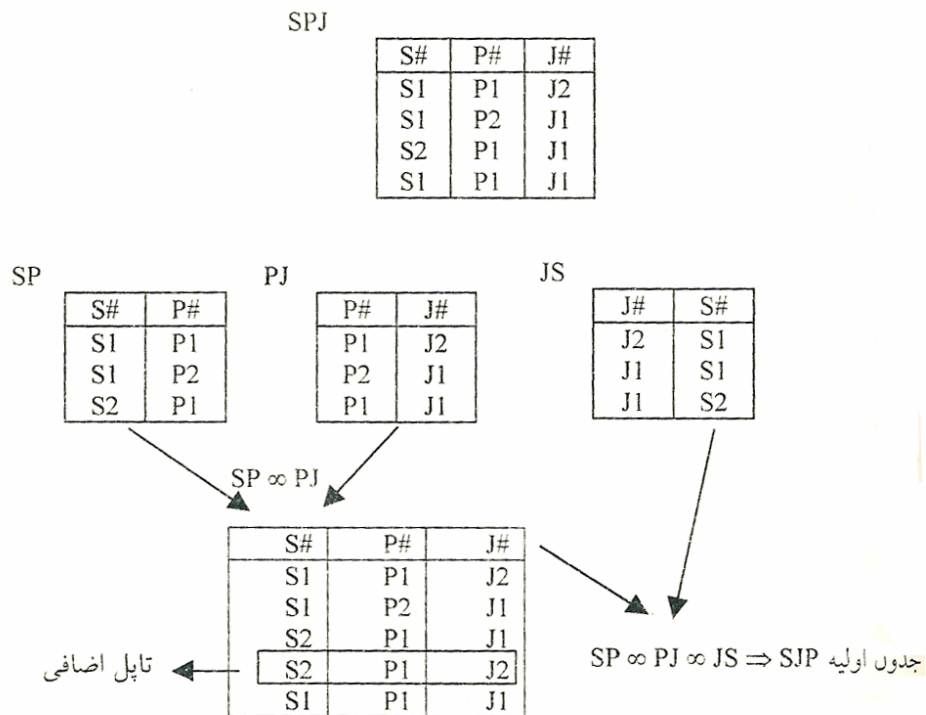 SPJ
S# P# J#
S1 P1 J2
S1 P2 J1
S2 P1 J1
S1 P1 J1
SP
S# P#
S1 P1
S1 P2
S2 P1
PJ
P# J#
P1 J2
P2 J1
P1 J1
JS
J# S#
J2 S1
J1 S1
J1 S2
SP ∞ PJ
S# P# J#
S1 P1 J2
S1 P2 J1
S2 P1 J1
S2 P1 J2
S1 P1 J1
تاپل اضافی
SP ∞ PJ ∞ JS ⇒ SJP جدول اولیه